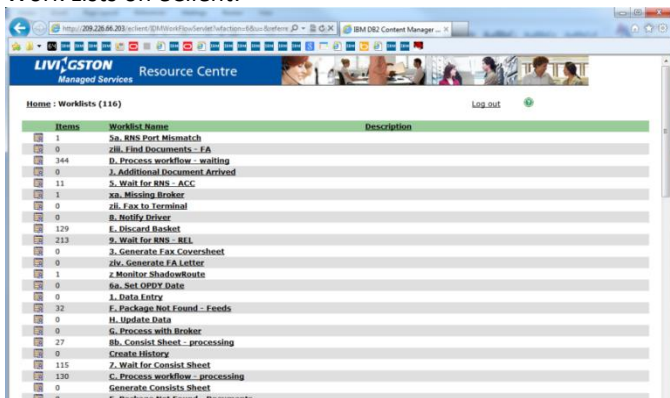 Work Lists on eClient:
http://209.226.66.203/eclient/IDMWorkFlowServlet?wfaction=6&ux=&referre
IBM DB2 Content Manager ...
LIVINGSTON
Managed Services
Resource Centre
Home : Worklists (116)
Log out
Items Worklist Name Description
1 5a. RNS Port Mismatch
0 ziii. Find Documents - FA
344 D. Process workflow - waiting
0 J. Additional Document Arrived
11 5. Wait for RNS - ACC
1 xa. Missing Broker
0 zii. Fax to Terminal
0 B. Notify Driver
129 E. Discard Basket
213 9. Wait for RNS - REL
0 3. Generate Fax Coversheet
0 ziv. Generate FA Letter
1 z Monitor ShadowRoute
0 6a. Set OPDY Date
0 1. Data Entry
32 F. Package Not Found - Feeds
0 H. Update Data
0 G. Process with Broker
27 8b. Consist Sheet - processing
0 Create History
115 7. Wait for Consist Sheet
130 C. Process workflow - processing
0 Generate Consists Sheet